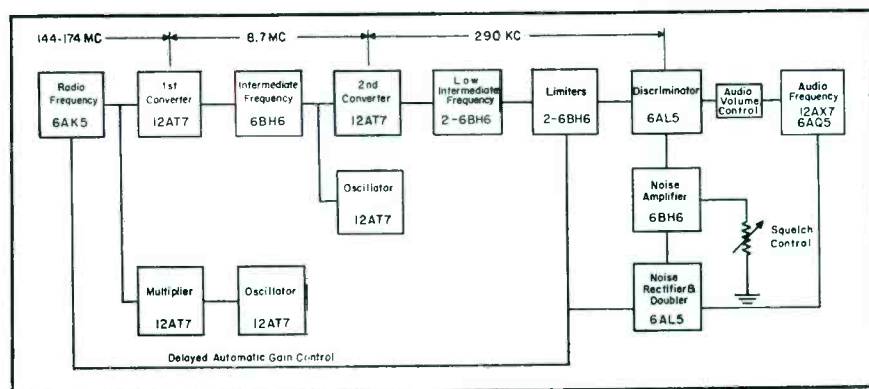 144-174 MC
8.7 MC
290 KC
Radio
Frequency
6AK5
1st
Converter
12AT7
Intermediate
Frequency
6BH6
2nd
Converter
12AT7
Low
Intermediate
Frequency
2-6BH6
Limiters
2-6BH6
Discriminator
6AL5
Audio
Volume
Control
Audio
Frequency
12AX7
6AQ5
Oscillator
12AT7
Noise
Amplifier
6BH6
Squelch
Control
Multiplier
12AT7
Oscillator
12AT7
Noise
Rectifier &
Doubler
6AL5
Delayed Automatic Gain Control